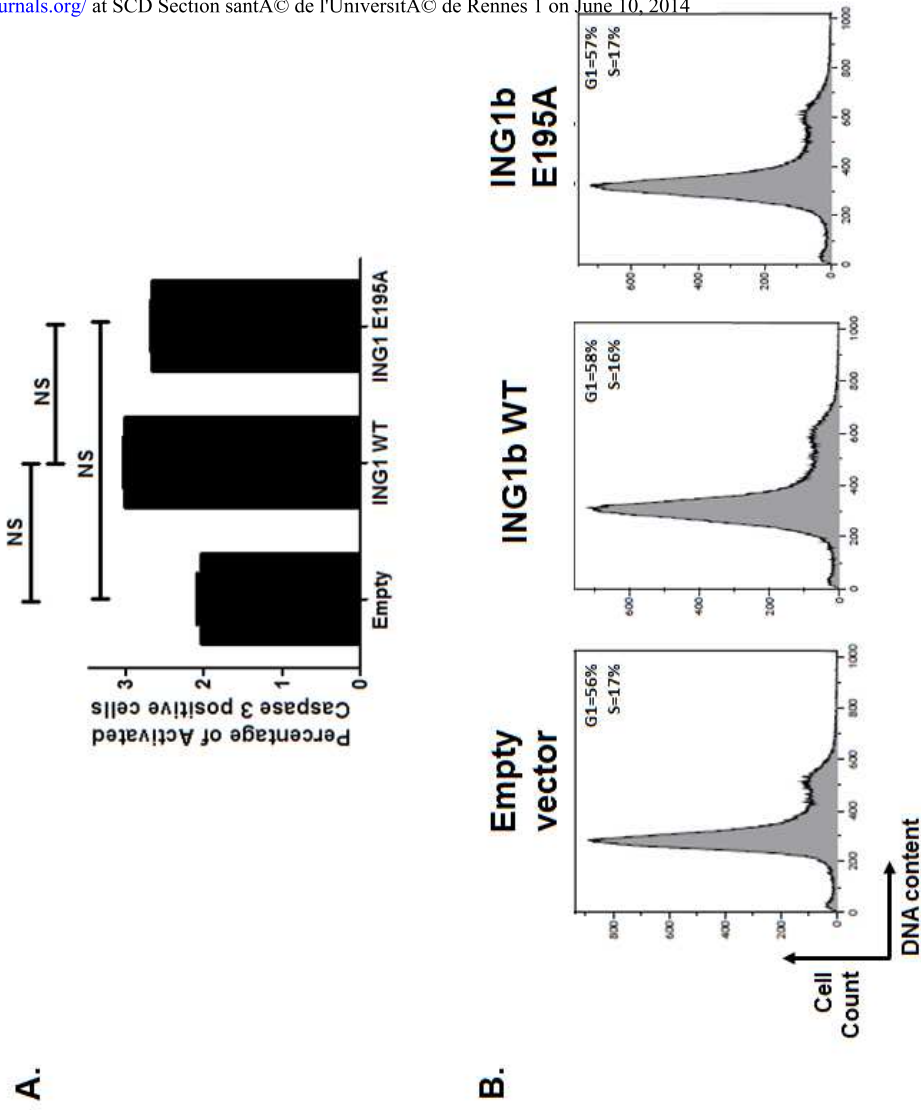 urnals.org/ at SCD Section santÃ© de l'UniversitÃ© de Rennes 1 on June 10, 2014
A.
Percentage of Activated
Caspase 3 positive cells
3
2
1
0
NS
NS
NS
Empty
ING1 WT
ING1 E195A
B.
Empty
vector
ING1b WT
ING1b
E195A
G1=56%
S=17%
800
600
400
200
0
0
200
400
600
800
1000
G1=58%
S=16%
600
400
200
0
0
200
400
600
800
1000
G1=57%
S=17%
600
400
200
0
0
200
400
600
800
1000
Cell
Count
DNA content